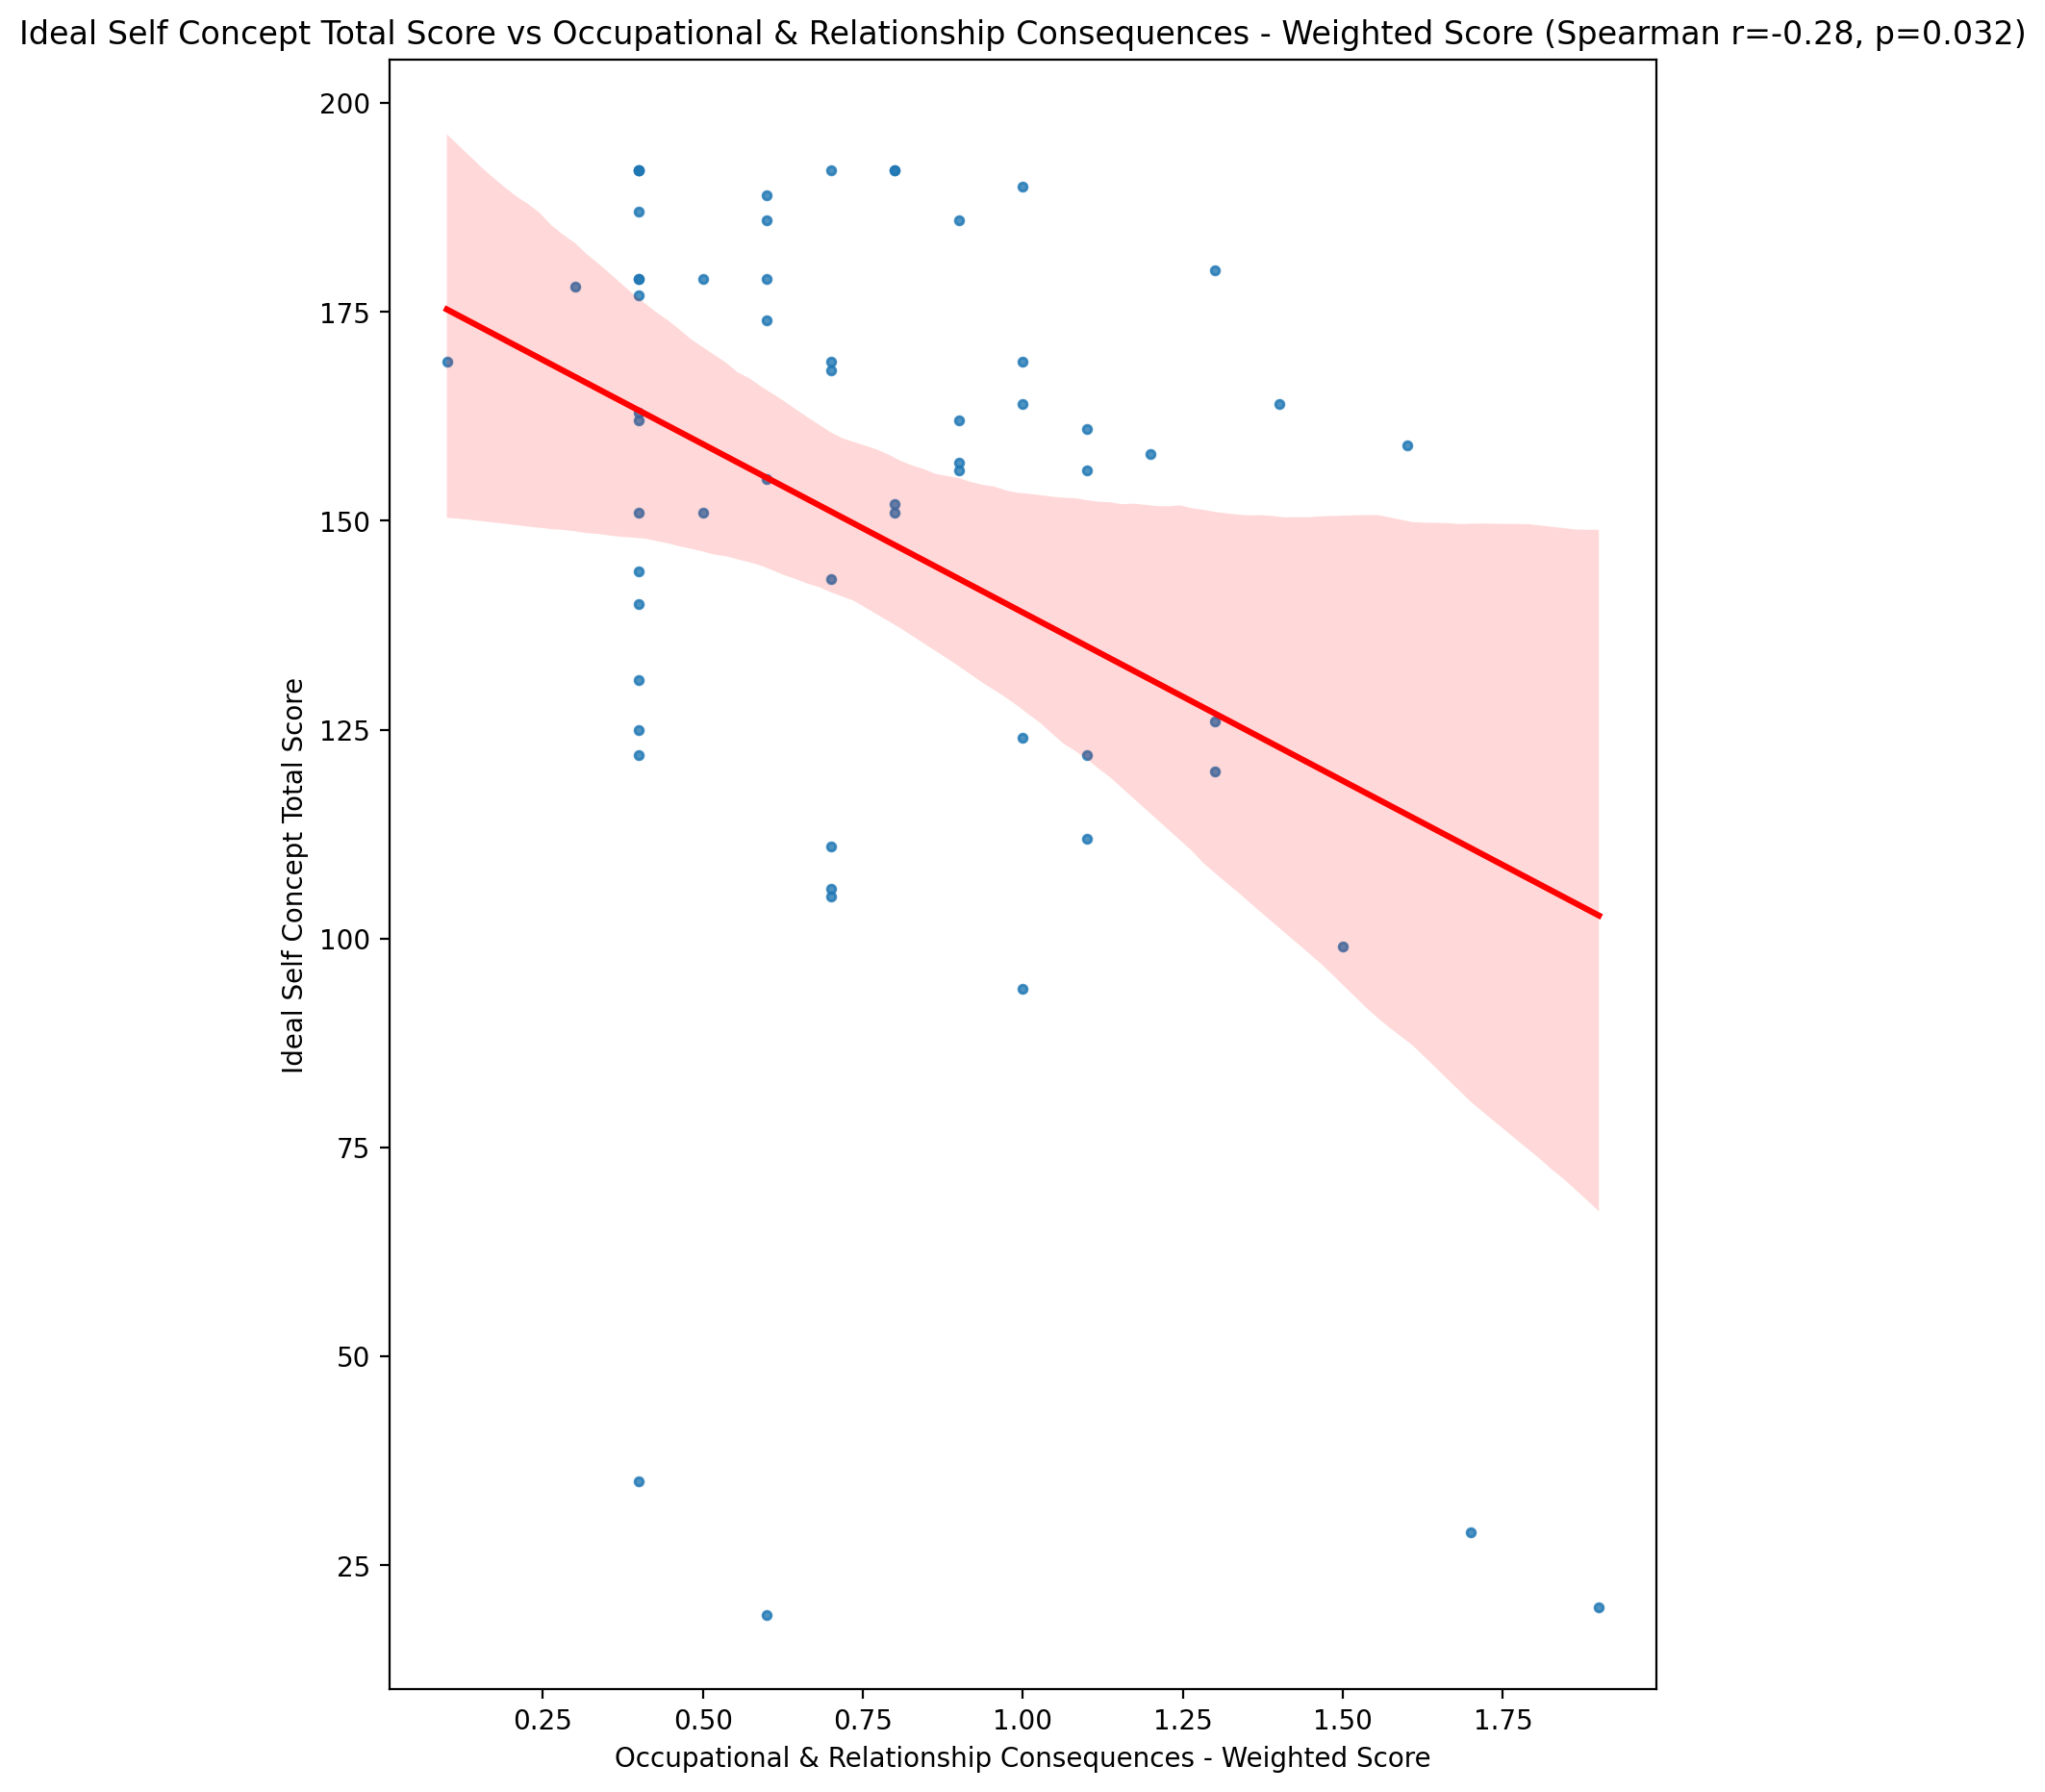 Ideal Self Concept Total Score vs Occupational & Relationship Consequences - Weighted Score (Spearman r=-0.28, p=0.032)
200
175
150
125
100
75
50
25
Ideal Self Concept Total Score
0.25 0.50 0.75 1.00 1.25 1.50 1.75
Occupational & Relationship Consequences - Weighted Score